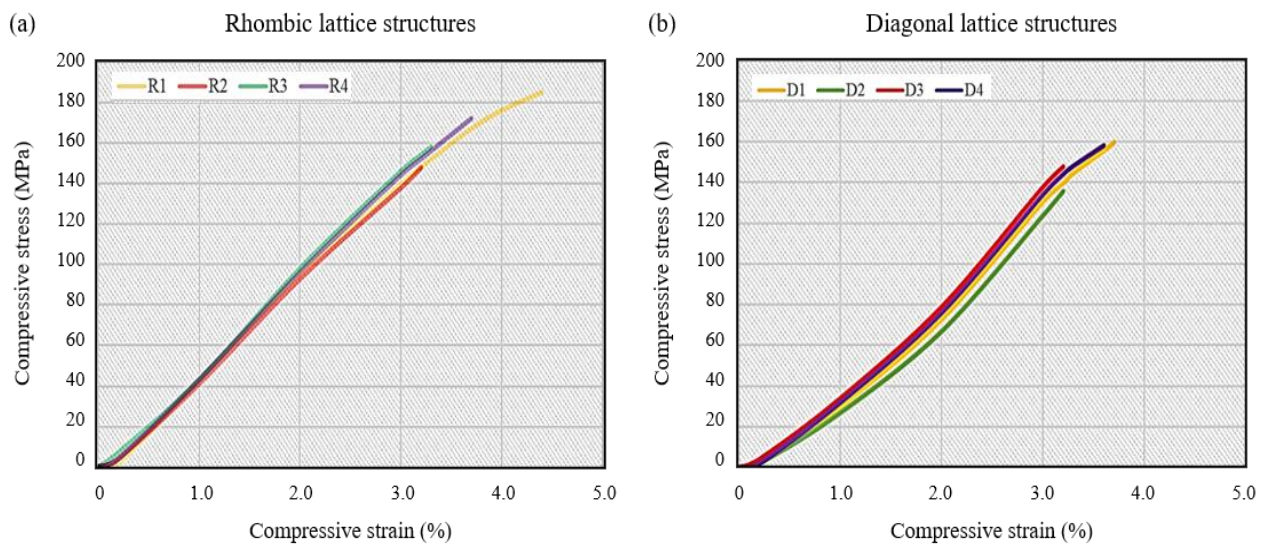 (a) Rhombic lattice structures
R1 R2 R3 R4
200
180
160
140
120
100
80
60
40
20
0
Compressive stress (MPa)
0 1.0 2.0 3.0 4.0 5.0
Compressive strain (%)
(b) Diagonal lattice structures
D1 D2 D3 D4
200
180
160
140
120
100
80
60
40
20
0
Compressive stress (MPa)
0 1.0 2.0 3.0 4.0 5.0
Compressive strain (%)